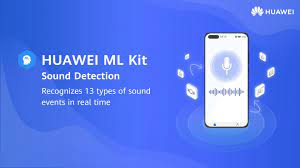 HUAWEI
HUAWEI ML Kit
Sound Detection
Recognizes 13 types of sound
events in real time